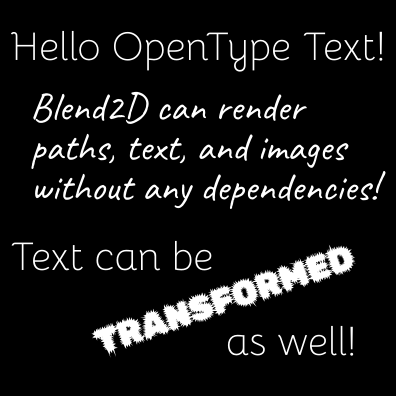 Hello OpenType Text!
Blend2D can render
paths, text, and images
without any dependencies!
Text can be
TRANSFORMED
as well!